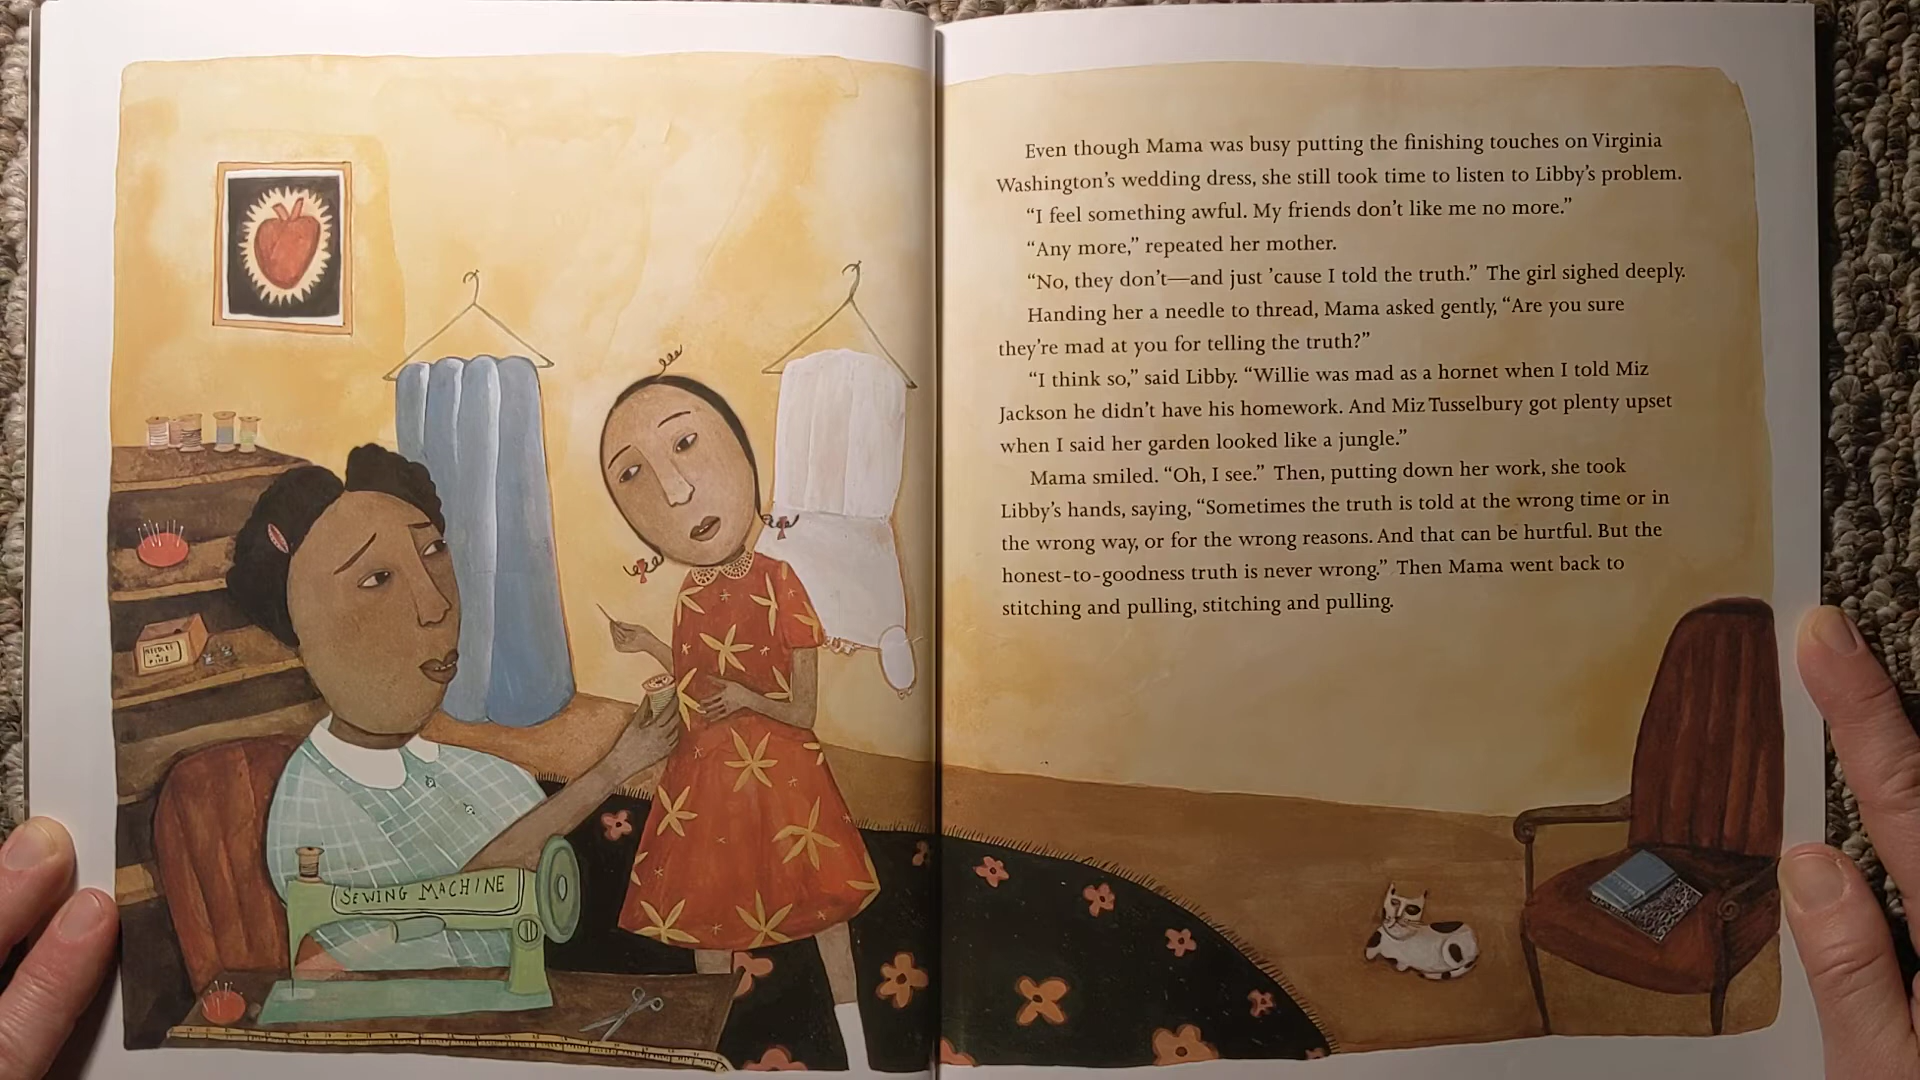 NEEDLES
& PINS
SEWING MACHINE
Even though Mama was busy putting the finishing touches on Virginia
Washington's wedding dress, she still took time to listen to Libby's problem.
“I feel something awful. My friends don't like me no more.”
“Any more,” repeated her mother.
“No, they don't—and just 'cause I told the truth.” The girl sighed deeply.
Handing her a needle to thread, Mama asked gently, “Are you sure
they're mad at you for telling the truth?”
“I think so,” said Libby. “Willie was mad as a hornet when I told Miz
Jackson he didn't have his homework. And Miz Tusselbury got plenty upset
when I said her garden looked like a jungle.”
Mama smiled. “Oh, I see.” Then, putting down her work, she took
Libby's hands, saying, “Sometimes the truth is told at the wrong time or in
the wrong way, or for the wrong reasons. And that can be hurtful. But the
honest-to-goodness truth is never wrong.” Then Mama went back to
stitching and pulling, stitching and pulling.